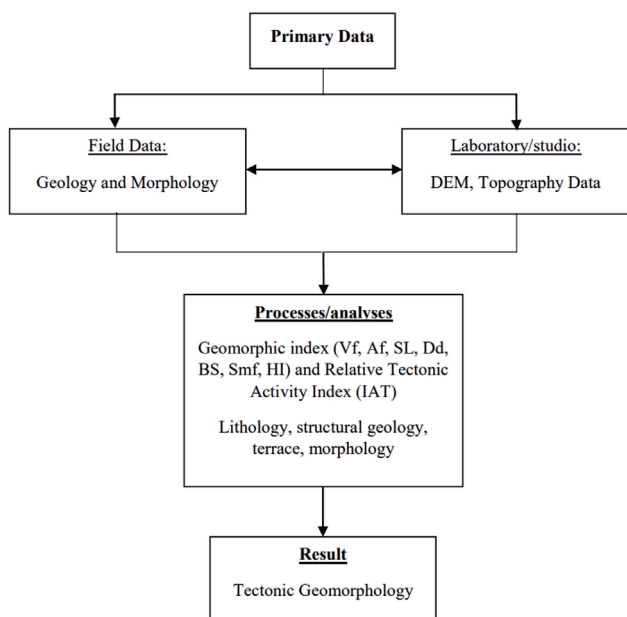 Primary Data
Field Data:
Geology and Morphology
Laboratory/studio:
DEM, Topography Data
Processes/analyses
Geomorphic index (Vf, Af, SL, Dd,
BS, Smf, HI) and Relative Tectonic
Activity Index (IAT)
Lithology, structural geology,
terrace, morphology
Result
Tectonic Geomorphology